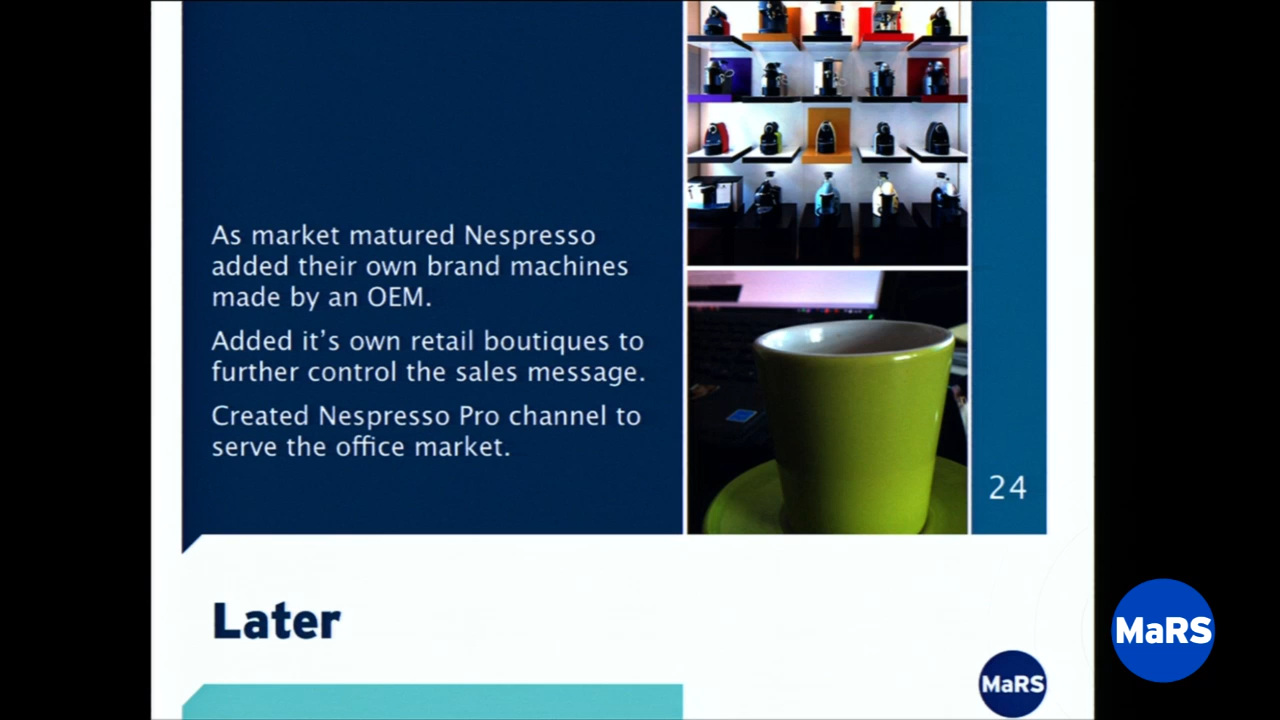 As market matured Nespresso
added their own brand machines
made by an OEM.
Added it’s own retail boutiques to
further control the sales message.
Created Nespresso Pro channel to
serve the office market.
24
Later
MaRS
MaRS